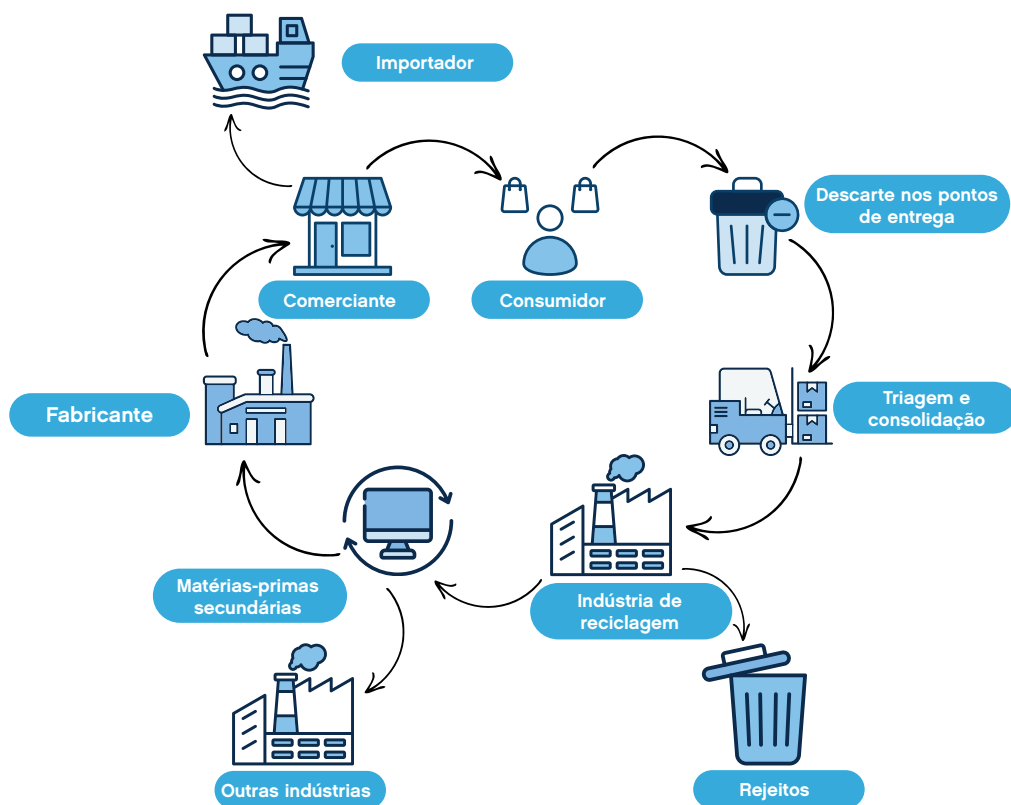 Importador
Descarte nos pontos
de entrega
Comerciante
Consumidor
Fabricante
Triagem e
consolidação
Matérias-primas
secundárias
Indústria de
reciclagem
Outras indústrias
Rejeitos